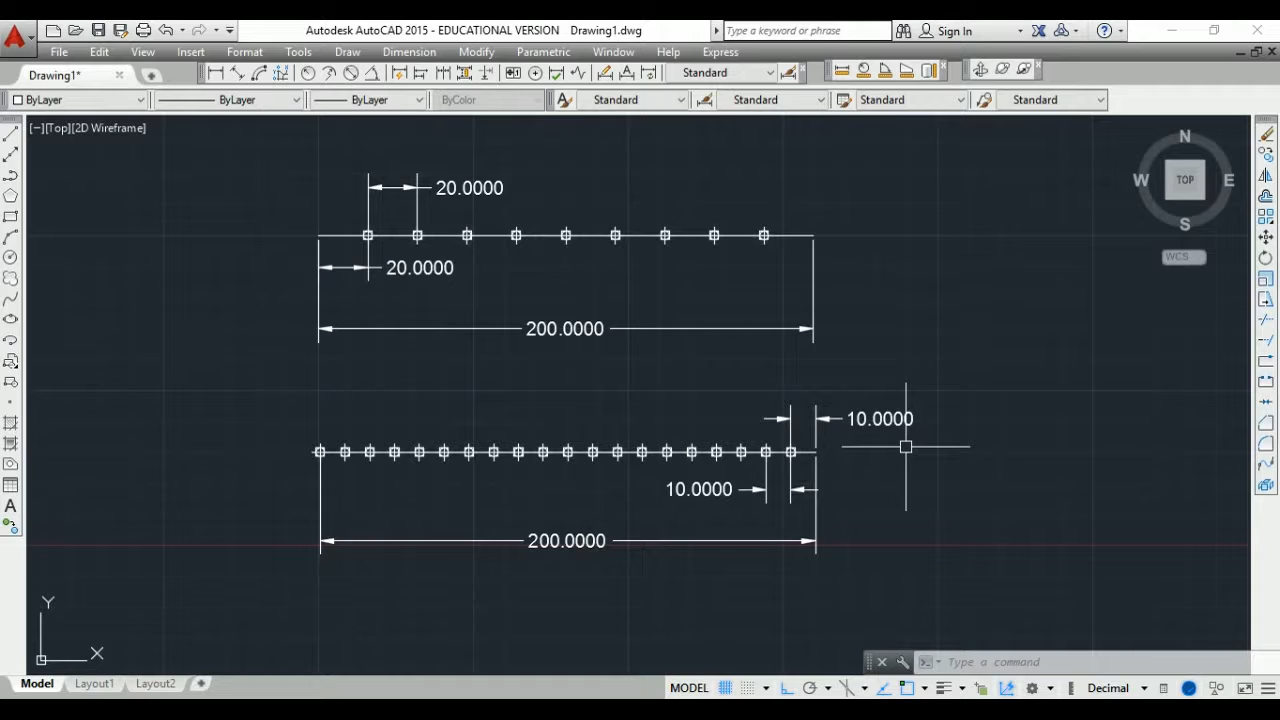 Autodesk AutoCAD 2015 - EDUCATIONAL VERSION Drawing1.dwg
Type a keyword or phrase
Sign In
File Edit View Insert Format Tools Draw Dimension Modify Parametric Window Help Express
Drawing1*
Standard
ByLayer ByLayer ByLayer ByColor Standard Standard Standard Standard
[−][Top][2D Wireframe]
N
W TOP E
S
WCS
20.0000
20.0000
200.0000
10.0000
10.0000
200.0000
A
Y
X
Type a command
Model Layout1 Layout2
MODEL
Decimal